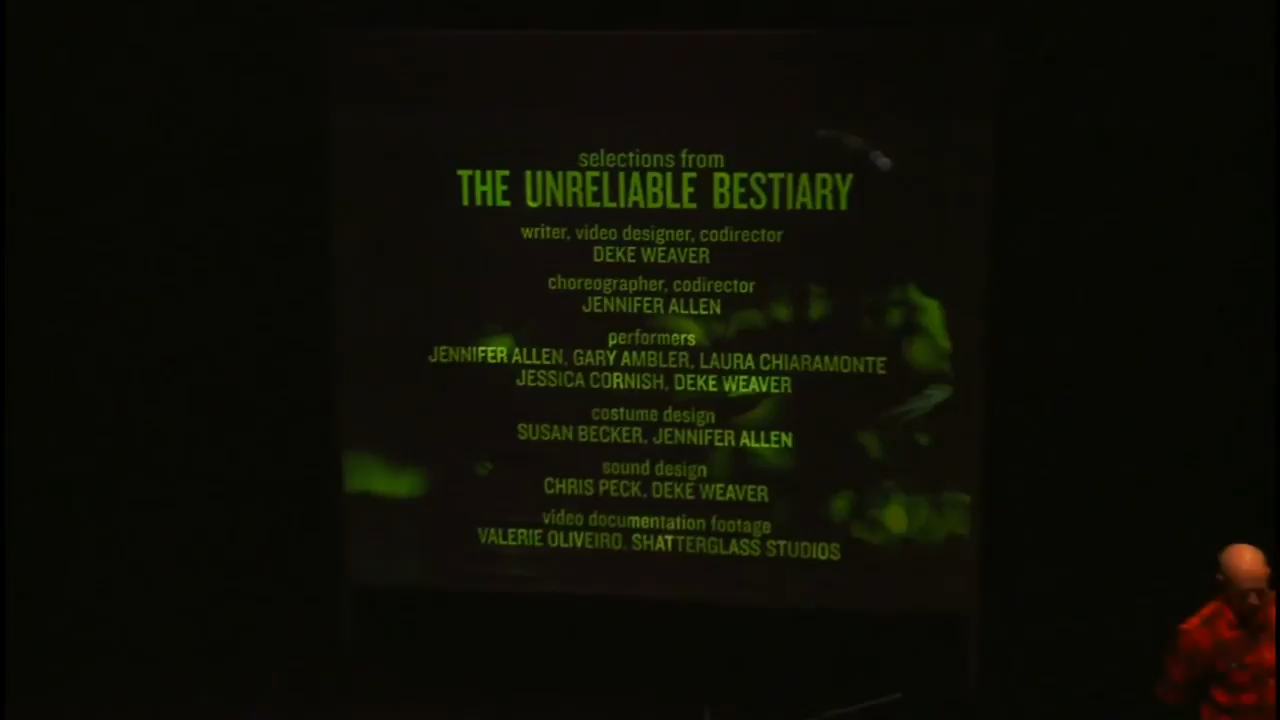 selections from
THE UNRELIABLE BESTIARY
writer, video designer, codirector
DEKE WEAVER
choreographer, codirector
JENNIFER ALLEN
performers
JENNIFER ALLEN, GARY AMBLER, LAURA CHIARAMONTE
JESSICA CORNISH, DEKE WEAVER
costume design
SUSAN BECKER, JENNIFER ALLEN
sound design
CHRIS PECK, DEKE WEAVER
video documentation footage
VALERIE OLIVEIRO, SHATTERGLASS STUDIOS